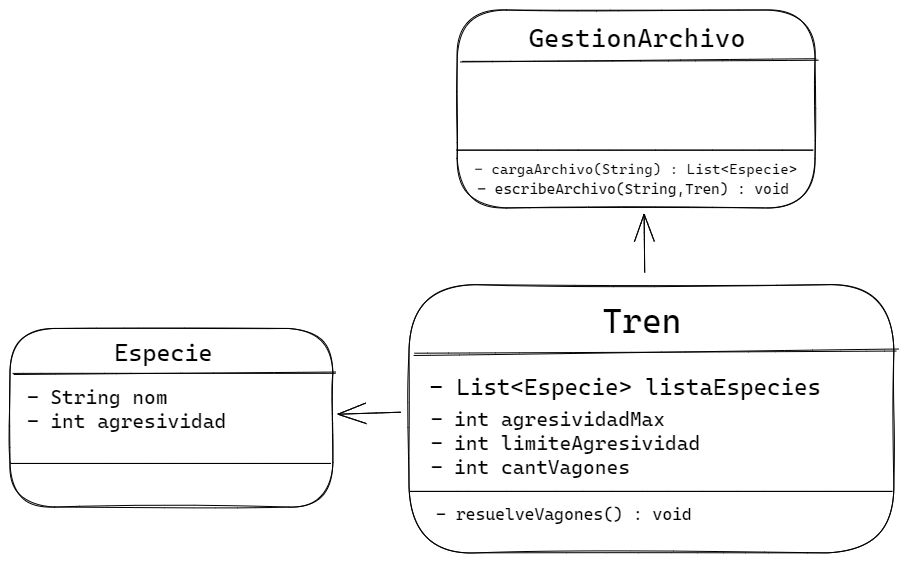 GestionArchivo
- cargaArchivo(String) : List<Especie>
- escribeArchivo(String,Tren) : void
Tren
- List<Especie> listaEspecies
- int agresividadMax
- int limiteAgresividad
- int cantVagones
- resuelveVagones() : void
Especie
- String nom
- int agresividad